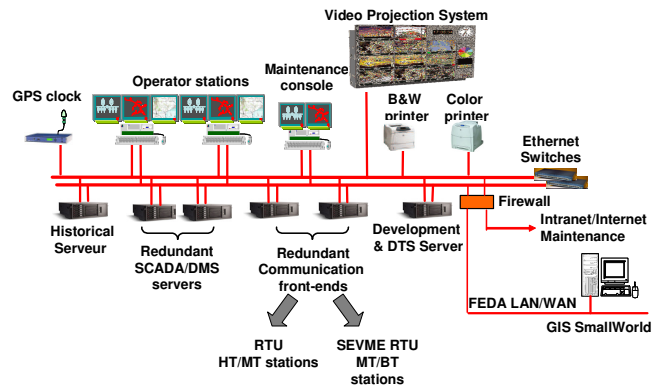 Video Projection System
Operator stations
Maintenance
console
GPS clock
B&W
printer
Color
printer
Ethernet
Switches
Firewall
Historical
Serveur
Redundant
SCADA/DMS
servers
Redundant
Communication
front-ends
Development
& DTS Server
Intranet/Internet
Maintenance
FEDA LAN/WAN
GIS SmallWorld
RTU
HT/MT stations
SEVME RTU
MT/BT
stations